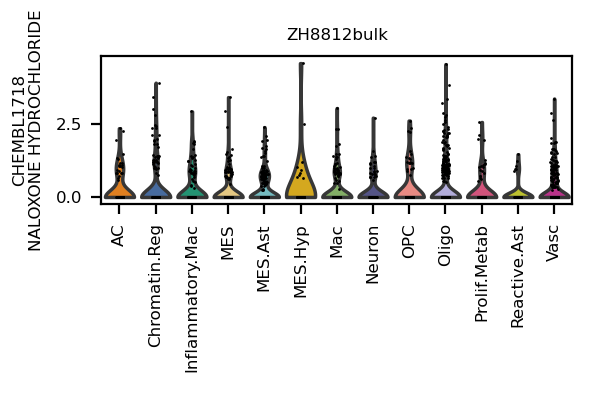 ZH8812bulk
CHEMBL1718
NALOXONE HYDROCHLORIDE
2.5
0.0
AC
Chromatin.Reg
Inflammatory.Mac
MES
MES.Ast
MES.Hyp
Mac
Neuron
OPC
Oligo
Prolif.Metab
Reactive.Ast
Vasc